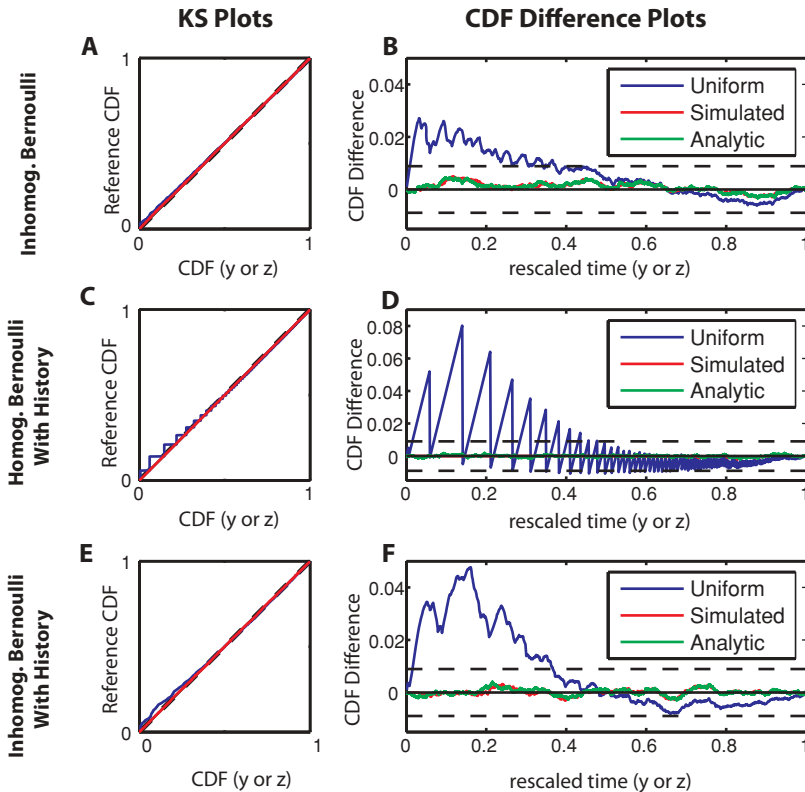 KS Plots
CDF Difference Plots
Inhomog. Bernoulli
A
1
Reference CDF
0
0
1
CDF (y or z)
B
0.04
0.02
0
CDF Difference
Uniform
Simulated
Analytic
0
0.2
0.4
0.6
0.8
1
rescaled time (y or z)
Homog. Bernoulli
With History
C
1
Reference CDF
0
0
1
CDF (y or z)
D
0.08
0.06
0.04
0.02
0
CDF Difference
Uniform
Simulated
Analytic
0
0.2
0.4
0.6
0.8
1
rescaled time (y or z)
Inhomog. Bernoulli
With History
E
1
Reference CDF
0
0
1
CDF (y or z)
F
0.04
0.02
0
CDF Difference
Uniform
Simulated
Analytic
0
0.2
0.4
0.6
0.8
1
rescaled time (y or z)